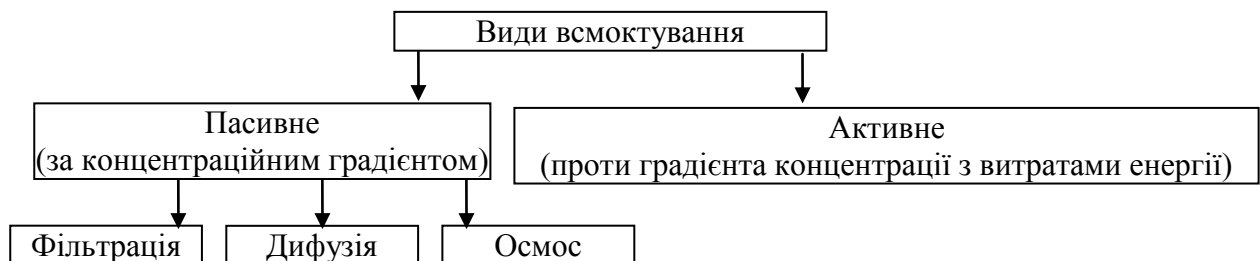 Види всмоктування
Пасивне
(за концентраційним градієнтом)
Активне
(проти градієнта концентрації з витратами енергії)
Фільтрація
Дифузія
Осмос